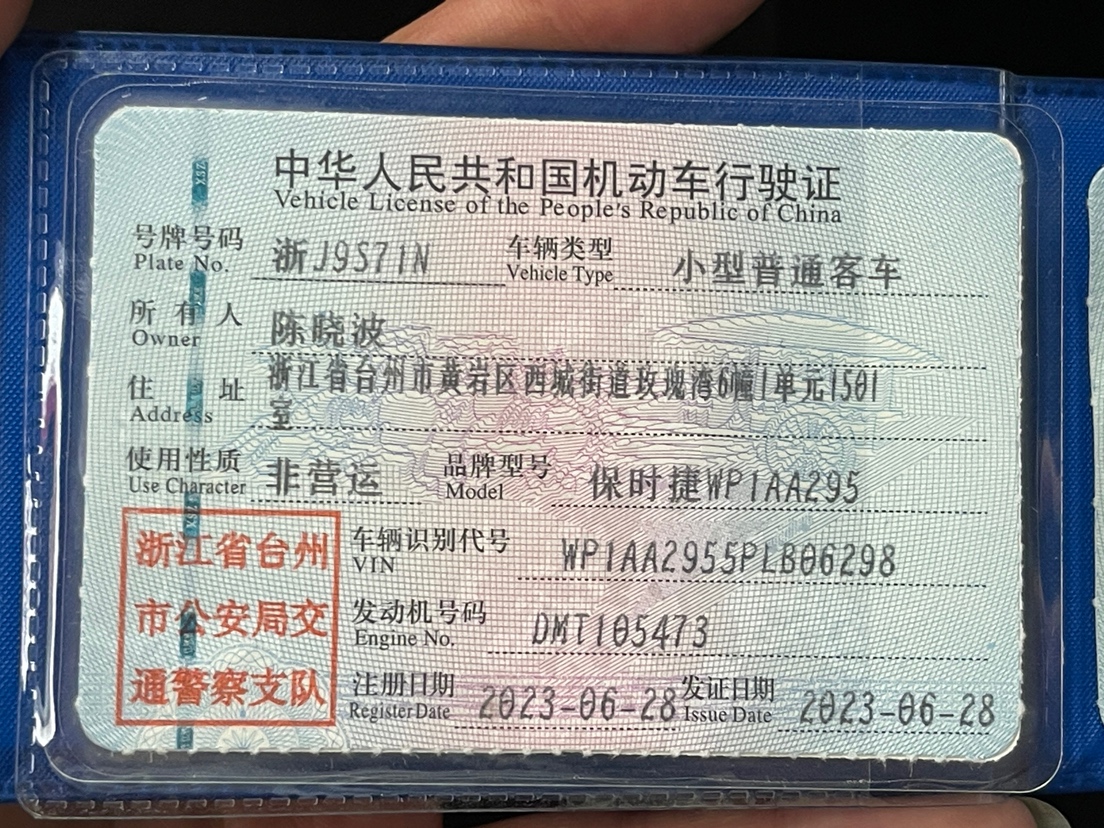 中华人民共和国机动车行驶证
Vehicle License of the People's Republic of China
号牌号码 浙J9S71N 车辆类型 小型普通客车
Plate No. Vehicle Type
所有人 陈晓波
Owner
住址 浙江省台州市黄岩区西城街道玫瑰湾6幢1单元1501
Address 室
使用性质 非营运 品牌型号 保时捷WP1AA295
Use Character Model
浙江省台州
市公安局交
通警察支队
车辆识别代号 WP1AA2955PLB06298
VIN
发动机号码 DMT105473
Engine No.
注册日期 2023-06-28 发证日期 2023-06-28
Register Date Issue Date